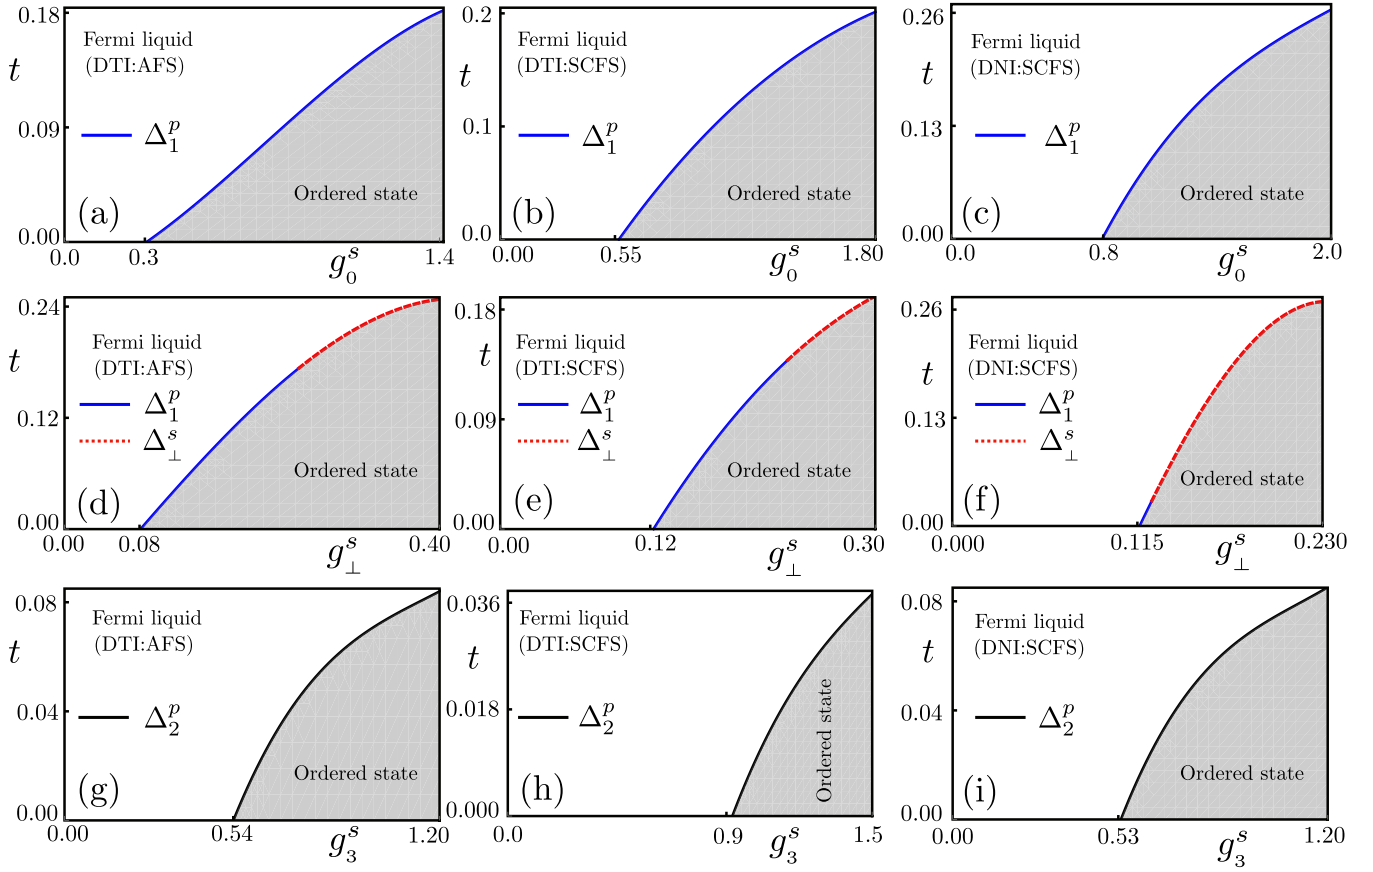 0.18
Fermi liquid
(DTI:AFS)
t
0.09
Δ₁ᵖ
Ordered state
(a)
0.00
0.0 0.3 g₀ˢ 1.4
0.2
Fermi liquid
(DTI:SCFS)
t
0.1
Δ₁ᵖ
Ordered state
(b)
0.0
0.00 0.55 g₀ˢ 1.80
0.26
Fermi liquid
(DNI:SCFS)
t
0.13
Δ₁ᵖ
Ordered state
(c)
0.00
0.0 0.8 g₀ˢ 2.0
0.24
Fermi liquid
(DTI:AFS)
t
Δ₁ᵖ
0.12
Δ⊥ˢ
Ordered state
(d)
0.00
0.00 0.08 g⊥ˢ 0.40
0.18
Fermi liquid
(DTI:SCFS)
t
Δ₁ᵖ
0.09
Δ⊥ˢ
Ordered state
(e)
0.00
0.000 0.12 g⊥ˢ 0.30
0.26
Fermi liquid
(DNI:SCFS)
t
Δ₁ᵖ
0.13
Δ⊥ˢ
Ordered state
(f)
0.00
0.000 0.115 g⊥ˢ 0.230
0.08
Fermi liquid
(DTI:AFS)
t
0.04
Δ₂ᵖ
Ordered state
(g)
0.00
0.00 0.54 g₃ˢ 1.20
0.036
Fermi liquid
(DTI:SCFS)
t
0.018
Δ₂ᵖ
Ordered state
(h)
0.000
0.0 0.9 g₃ˢ 1.5
0.08
Fermi liquid
(DNI:SCFS)
t
0.04
Δ₂ᵖ
Ordered state
(i)
0.00
0.00 0.53 g₃ˢ 1.20